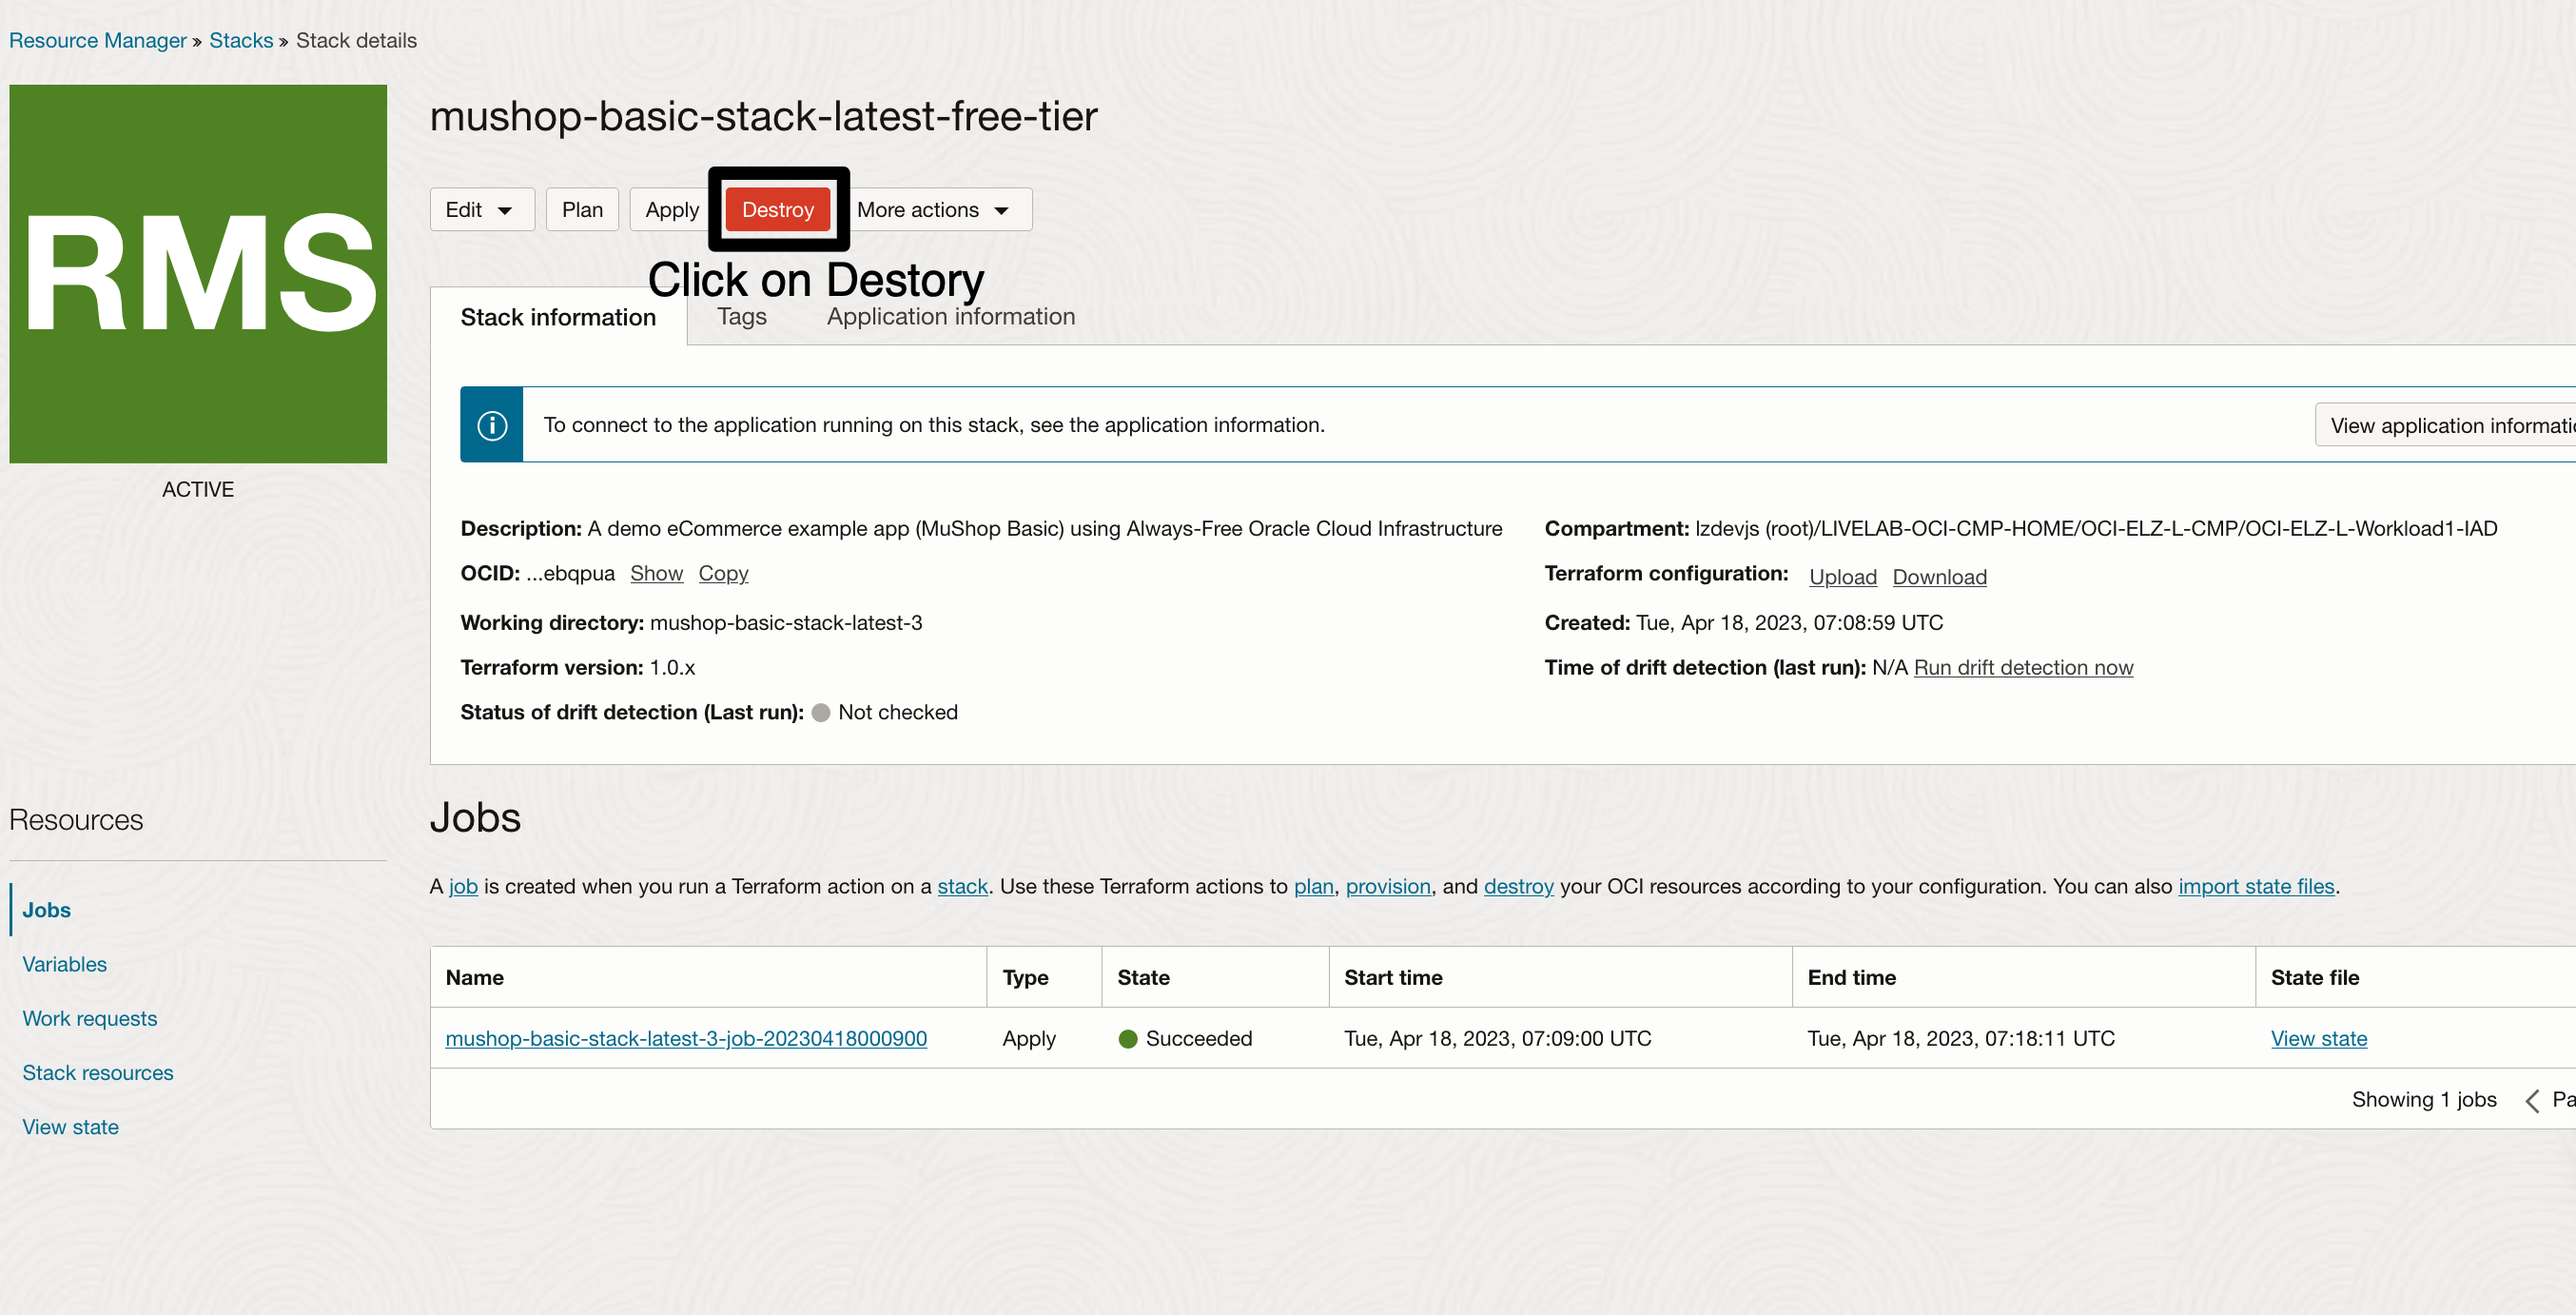 Resource Manager » Stacks » Stack details
RMS
ACTIVE
mushop-basic-stack-latest-free-tier
Edit Plan Apply Destroy More actions
Click on Destory
Stack information Tags Application information
To connect to the application running on this stack, see the application information. View application informati
Description: A demo eCommerce example app (MuShop Basic) using Always-Free Oracle Cloud Infrastructure Compartment: lzdevjs (root)/LIVELAB-OCI-CMP-HOME/OCI-ELZ-L-CMP/OCI-ELZ-L-Workload1-IAD
OCID: ...ebqpua Show Copy Terraform configuration: Upload Download
Working directory: mushop-basic-stack-latest-3 Created: Tue, Apr 18, 2023, 07:08:59 UTC
Terraform version: 1.0.x Time of drift detection (last run): N/A Run drift detection now
Status of drift detection (Last run): Not checked
Resources
Jobs
Variables
Work requests
Stack resources
View state
Jobs
A job is created when you run a Terraform action on a stack. Use these Terraform actions to plan, provision, and destroy your OCI resources according to your configuration. You can also import state files.
Name Type State Start time End time State file
mushop-basic-stack-latest-3-job-20230418000900 Apply Succeeded Tue, Apr 18, 2023, 07:09:00 UTC Tue, Apr 18, 2023, 07:18:11 UTC View state
Showing 1 jobs Pa